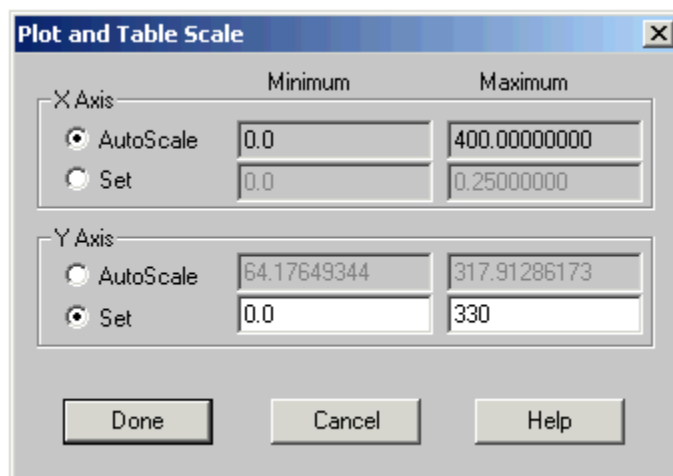 Plot and Table Scale
Minimum Maximum
X Axis
AutoScale 0.0 400.00000000
Set 0.0 0.25000000
Y Axis
AutoScale 64.17649344 317.91286173
Set 0.0 330
Done Cancel Help